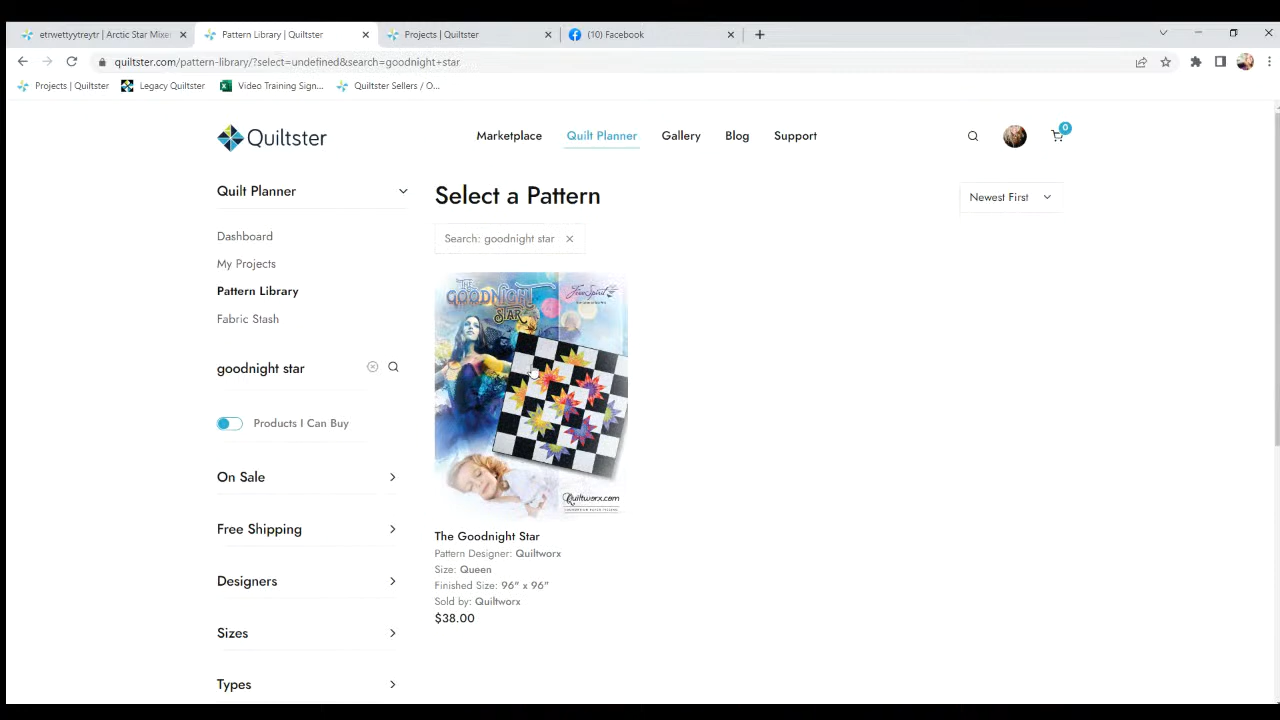 etrwettyytreytr | Arctic Star Mixer
Pattern Library | Quiltster
Projects | Quiltster
(10) Facebook
quiltster.com/pattern-library/?select=undefined&search=goodnight+star
Projects | Quiltster
Legacy Quiltster
Video Training Sign...
Quiltster Sellers / O...
Quiltster
Marketplace
Quilt Planner
Gallery
Blog
Support
0
Quilt Planner
Dashboard
My Projects
Pattern Library
Fabric Stash
goodnight star
Products I Can Buy
On Sale
Free Shipping
Designers
Sizes
Types
Select a Pattern
Newest First
Search: goodnight star
THE GOODNIGHT STAR
FreeSpirit
Quiltworx.com
The Goodnight Star
Pattern Designer: Quiltworx
Size: Queen
Finished Size: 96" x 96"
Sold by: Quiltworx
$38.00